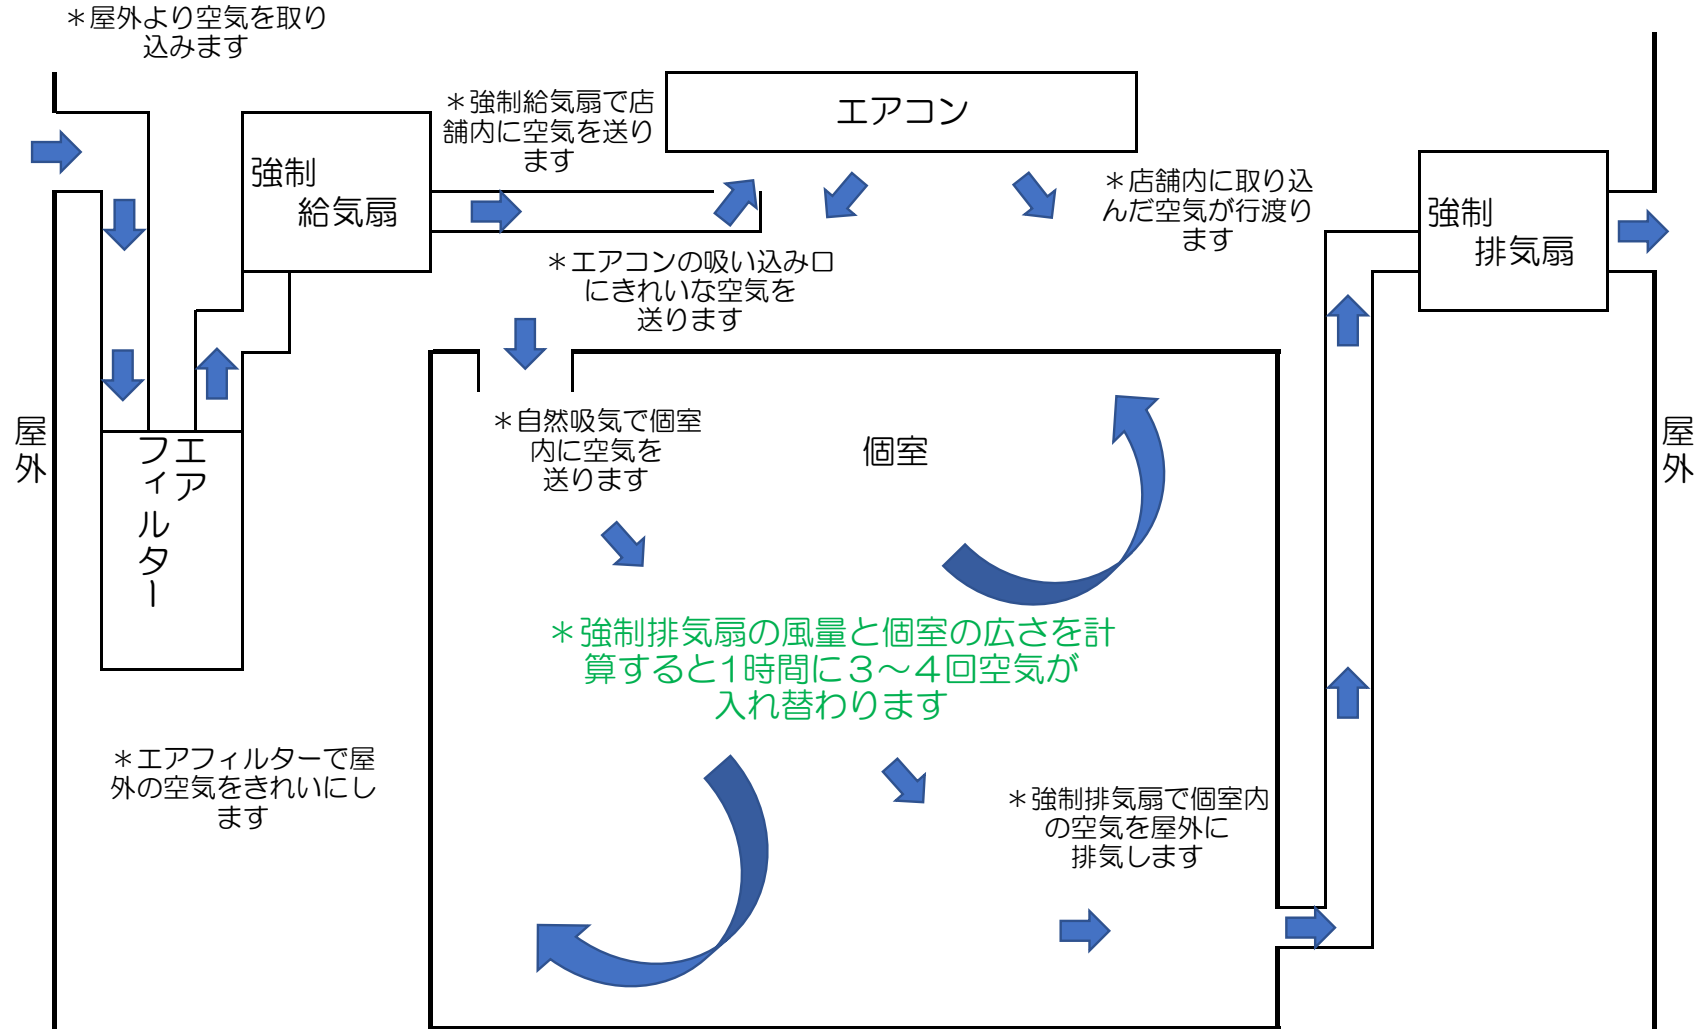 ＊屋外より空気を取り
込みます
＊強制給気扇で店
舗内に空気を送り
ます
エアコン
強制
給気扇
＊店舗内に取り込
んだ空気が行渡り
ます
強制
排気扇
＊エアコンの吸い込み口
にきれいな空気を
送ります
屋外
エア
フィルター
＊自然吸気で個室
内に空気を
送ります
個室
屋外
＊強制排気扇の風量と個室の広さを計
算すると1時間に３～４回空気が
入れ替わります
＊エアフィルターで屋
外の空気をきれいにし
ます
＊強制排気扇で個室内
の空気を屋外に
排気します